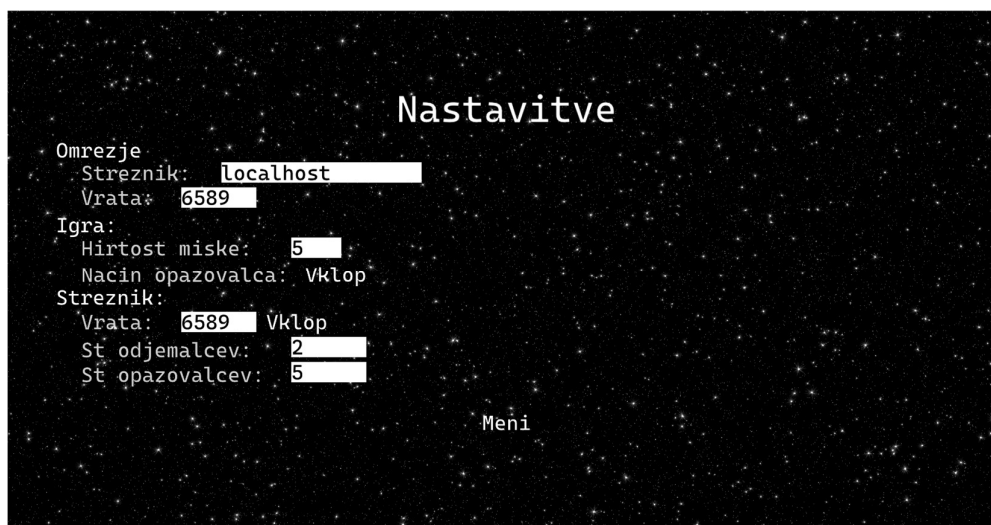 Nastavitve
Omrezje
Streznik: localhost
Vrata: 6589
Igra:
Hirtost miske: 5
Nacin opazovalca: Vklop
Streznik:
Vrata: 6589 Vklop
St odjemalcev: 2
St opazovalcev: 5
Meni